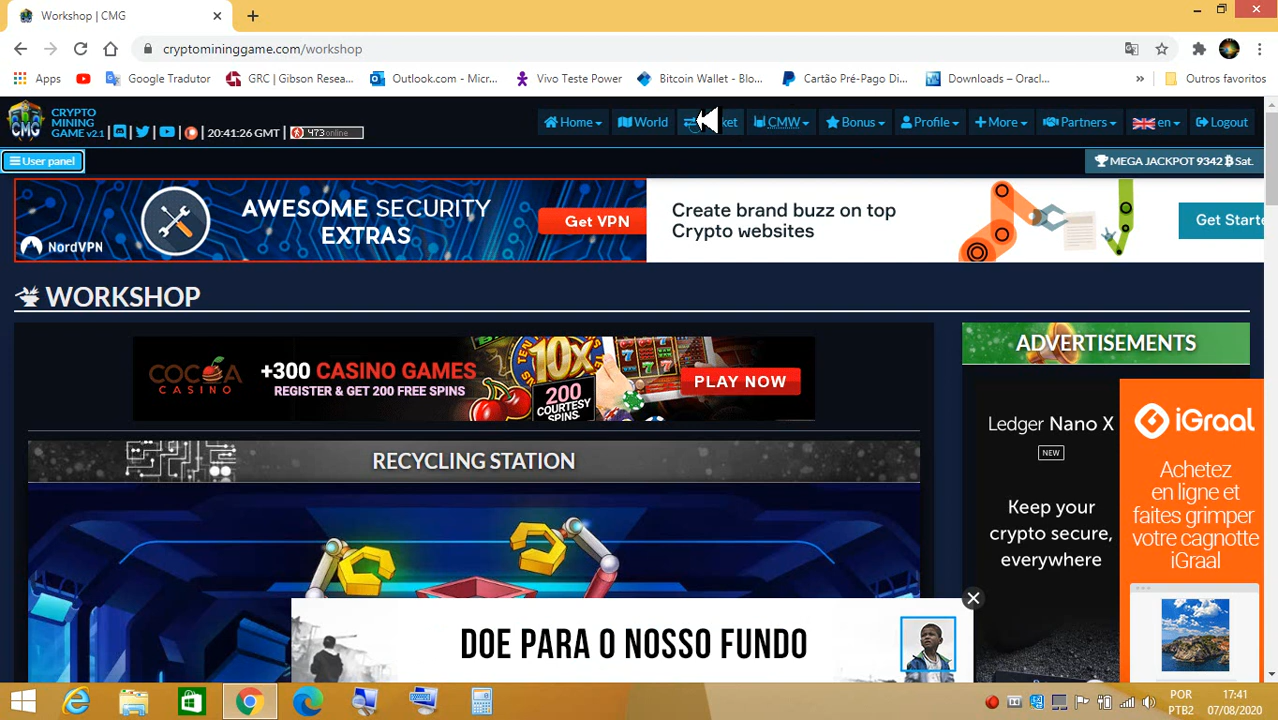 Workshop | CMG
cryptomininggame.com/workshop
Apps
Google Tradutor
GRC | Gibson Resea...
Outlook.com - Micr...
Vivo Teste Power
Bitcoin Wallet - Blo...
Cartão Pré-Pago Di...
Downloads – Oracl...
»
Outros favoritos
CMG
CRYPTO
MINING
GAME v2.1
20:41:26 GMT
473 online
Home
World
CMW
Bonus
Profile
More
Partners
en
Logout
User panel
MEGA JACKPOT 9342 Sat.
AWESOME SECURITY
EXTRAS
NordVPN
Get VPN
Create brand buzz on top
Crypto websites
Get Starte
WORKSHOP
COCOA
CASINO
+300 CASINO GAMES
REGISTER & GET 200 FREE SPINS
10X
200
COURTESY
SPINS
PLAY NOW
ADVERTISEMENTS
RECYCLING STATION
Ledger Nano X
NEW
Keep your
crypto secure,
everywhere
iGraal
Achetez
en ligne et
faites grimper
votre cagnotte
iGraal
DOE PARA O NOSSO FUNDO
POR
PTB2
17:41
07/08/2020